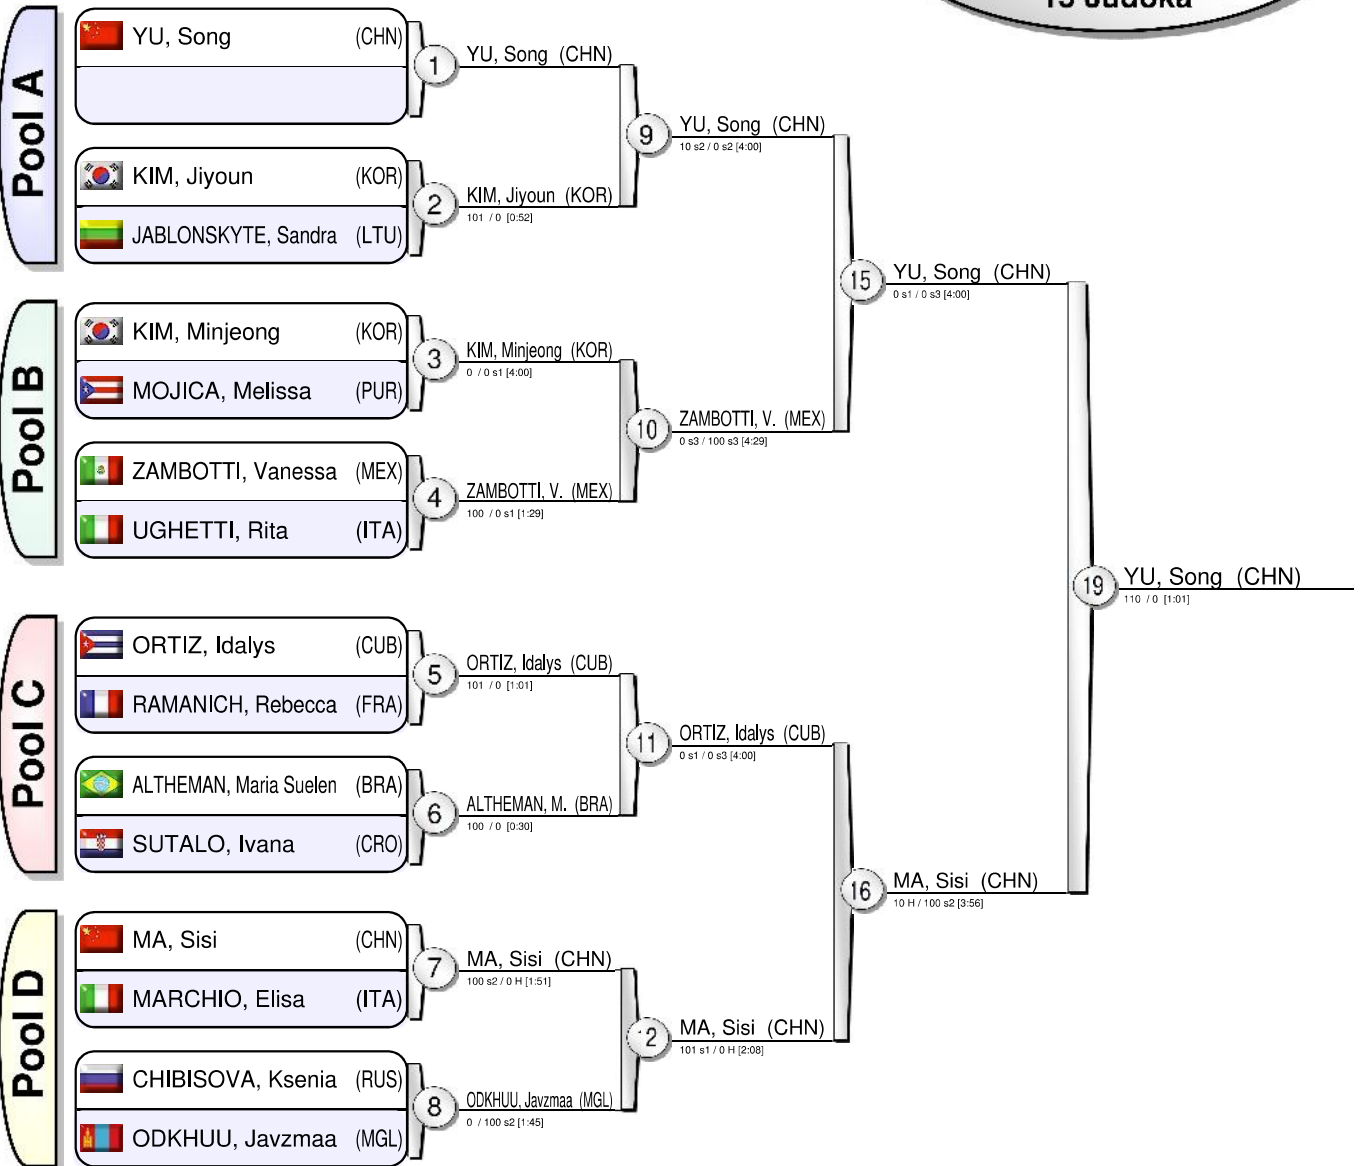 15 Judoka
Pool A
YU, Song (CHN)
KIM, Jiyoun (KOR)
JABLONSKYTE, Sandra (LTU)
1
2
YU, Song (CHN)
KIM, Jiyoun (KOR)
101 / 0 [0:52]
9
YU, Song (CHN)
10 s2 / 0 s2 [4:00]
Pool B
KIM, Minjeong (KOR)
MOJICA, Melissa (PUR)
ZAMBOTTI, Vanessa (MEX)
UGHETTI, Rita (ITA)
3
4
KIM, Minjeong (KOR)
0 / 0 s1 [4:00]
ZAMBOTTI, V. (MEX)
100 / 0 s1 [1:29]
10
ZAMBOTTI, V. (MEX)
0 s3 / 100 s3 [4:29]
15
YU, Song (CHN)
0 s1 / 0 s3 [4:00]
Pool C
ORTIZ, Idalys (CUB)
RAMANICH, Rebecca (FRA)
ALTHEMAN, Maria Suelen (BRA)
SUTALO, Ivana (CRO)
5
6
ORTIZ, Idalys (CUB)
101 / 0 [1:01]
ALTHEMAN, M. (BRA)
100 / 0 [0:30]
11
ORTIZ, Idalys (CUB)
0 s1 / 0 s3 [4:00]
Pool D
MA, Sisi (CHN)
MARCHIO, Elisa (ITA)
CHIBISOVA, Ksenia (RUS)
ODKHUU, Javzmaa (MGL)
7
8
MA, Sisi (CHN)
100 s2 / 0 H [1:51]
ODKHUU, Javzmaa (MGL)
0 / 100 s2 [1:45]
12
MA, Sisi (CHN)
101 s1 / 0 H [2:08]
16
MA, Sisi (CHN)
10 H / 100 s2 [3:56]
19
YU, Song (CHN)
110 / 0 [1:01]